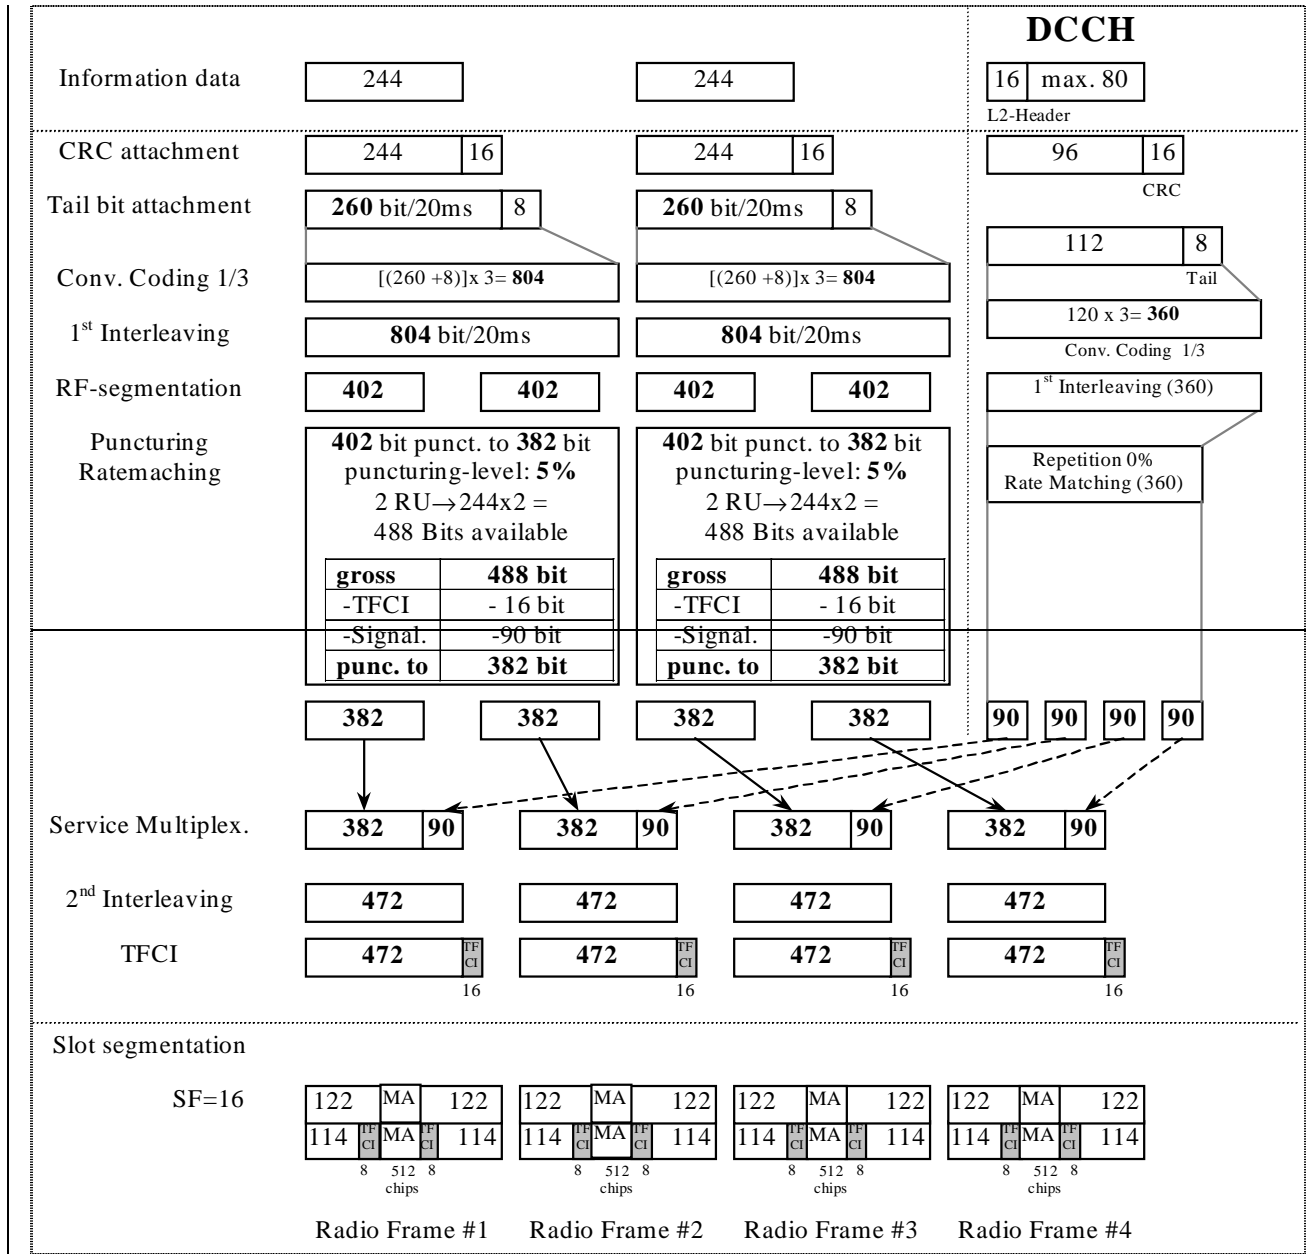 DCCH
Information data 244 244 16 max. 80
L2-Header
CRC attachment 244 16 244 16 96 16
CRC
Tail bit attachment 260 bit/20ms 8 260 bit/20ms 8
112 8
Tail
Conv. Coding 1/3 [(260 +8)]x 3= 804 [(260 +8)]x 3= 804
120 x 3= 360
Conv. Coding 1/3
1st Interleaving 804 bit/20ms 804 bit/20ms
RF-segmentation 402 402 402 402 1st Interleaving (360)
Puncturing
Ratemaching
402 bit punct. to 382 bit
puncturing-level: 5%
2 RU→244x2 =
488 Bits available
gross 488 bit
-TFCI - 16 bit
-Signal. -90 bit
punc. to 382 bit
402 bit punct. to 382 bit
puncturing-level: 5%
2 RU→244x2 =
488 Bits available
gross 488 bit
-TFCI - 16 bit
-Signal. -90 bit
punc. to 382 bit
Repetition 0%
Rate Matching (360)
382 382 382 382 90 90 90 90
Service Multiplex. 382 90 382 90 382 90 382 90
2nd Interleaving 472 472 472 472
TFCI 472 TF CI 472 TF CI 472 TF CI 472 TF CI
16 16 16 16
Slot segmentation
SF=16 122 MA 122 122 MA 122 122 MA 122 122 MA 122
114 TF CI MA TF CI 114 114 TF CI MA TF CI 114 114 TF CI MA TF CI 114 114 TF CI MA TF CI 114
8 512 8 8 512 8 8 512 8 8 512 8
chips chips chips chips
Radio Frame #1 Radio Frame #2 Radio Frame #3 Radio Frame #4